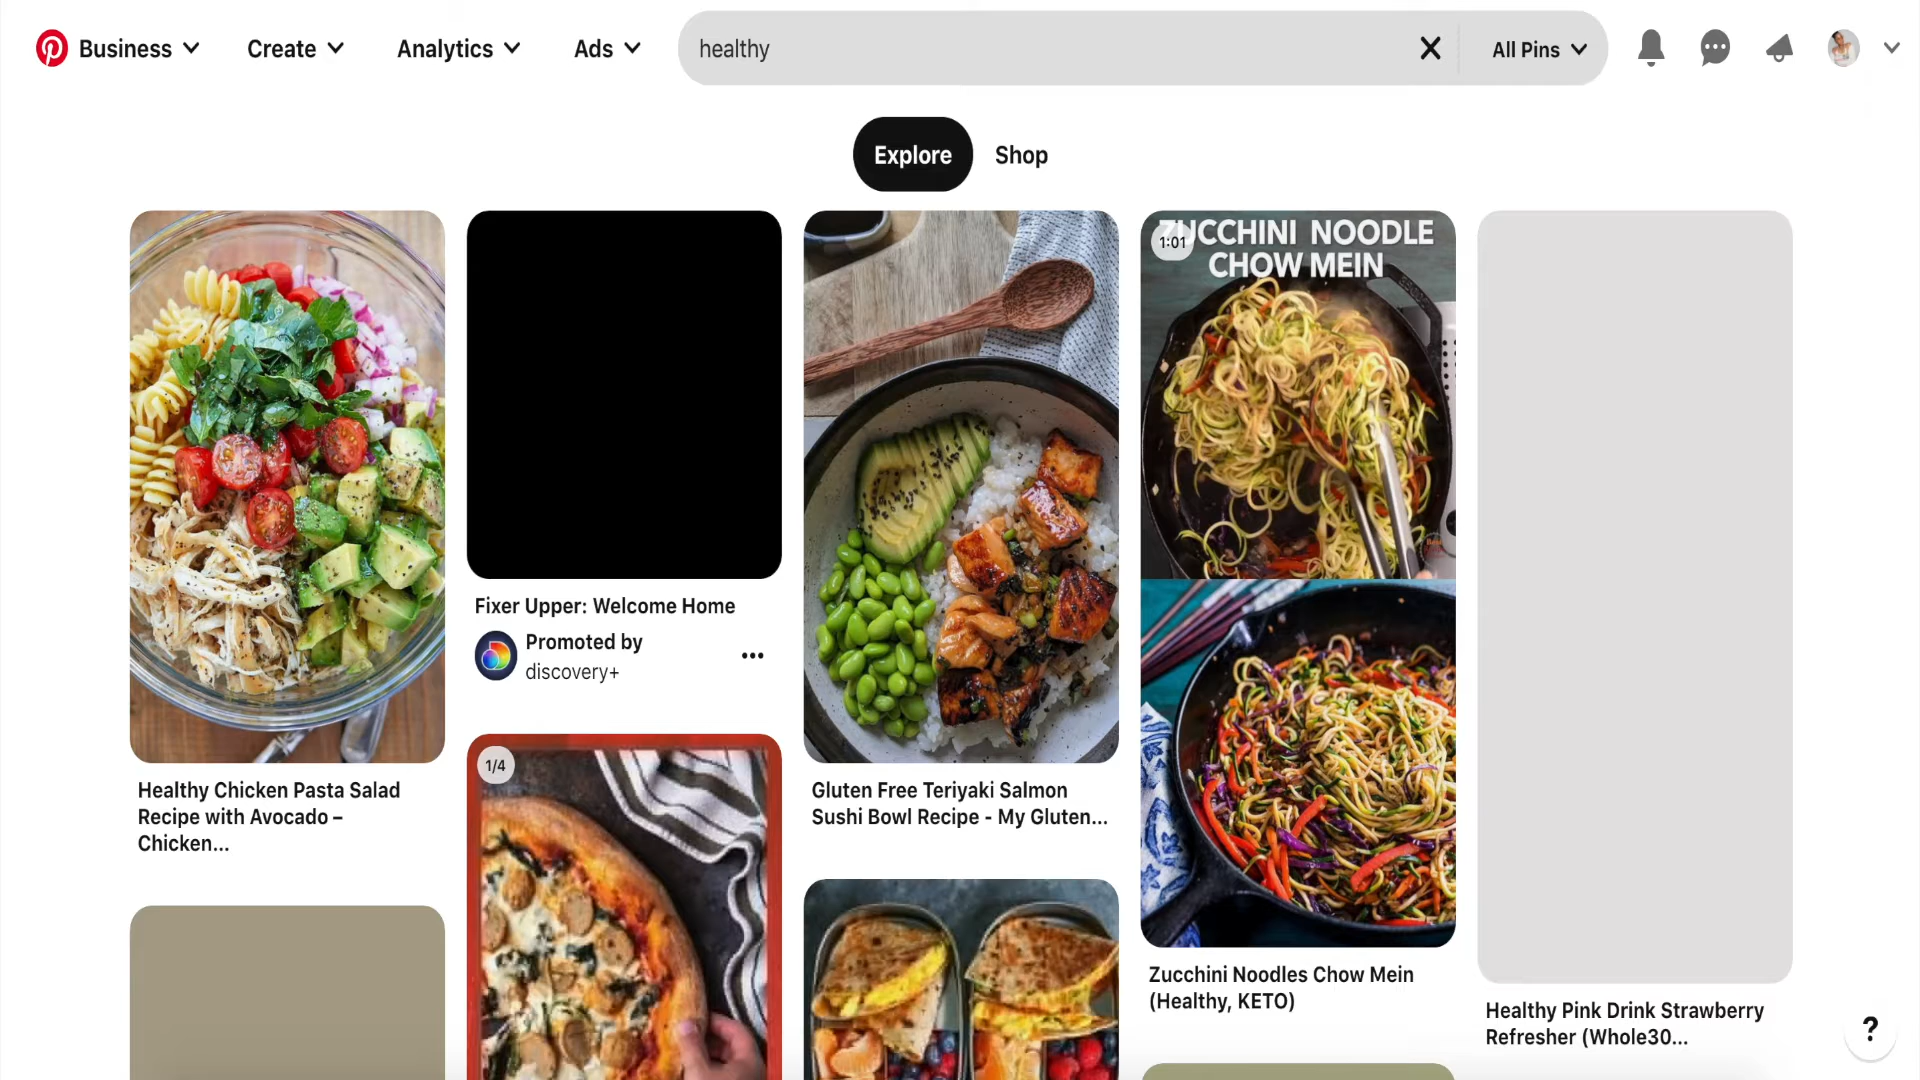 Business
Create
Analytics
Ads
healthy
All Pins
Explore
Shop
Healthy Chicken Pasta Salad
Recipe with Avocado –
Chicken...
Fixer Upper: Welcome Home
Promoted by
discovery+
1/4
Gluten Free Teriyaki Salmon
Sushi Bowl Recipe - My Gluten...
1:01
ZUCCHINI NOODLE
CHOW MEIN
Zucchini Noodles Chow Mein
(Healthy, KETO)
Healthy Pink Drink Strawberry
Refresher (Whole30...
?